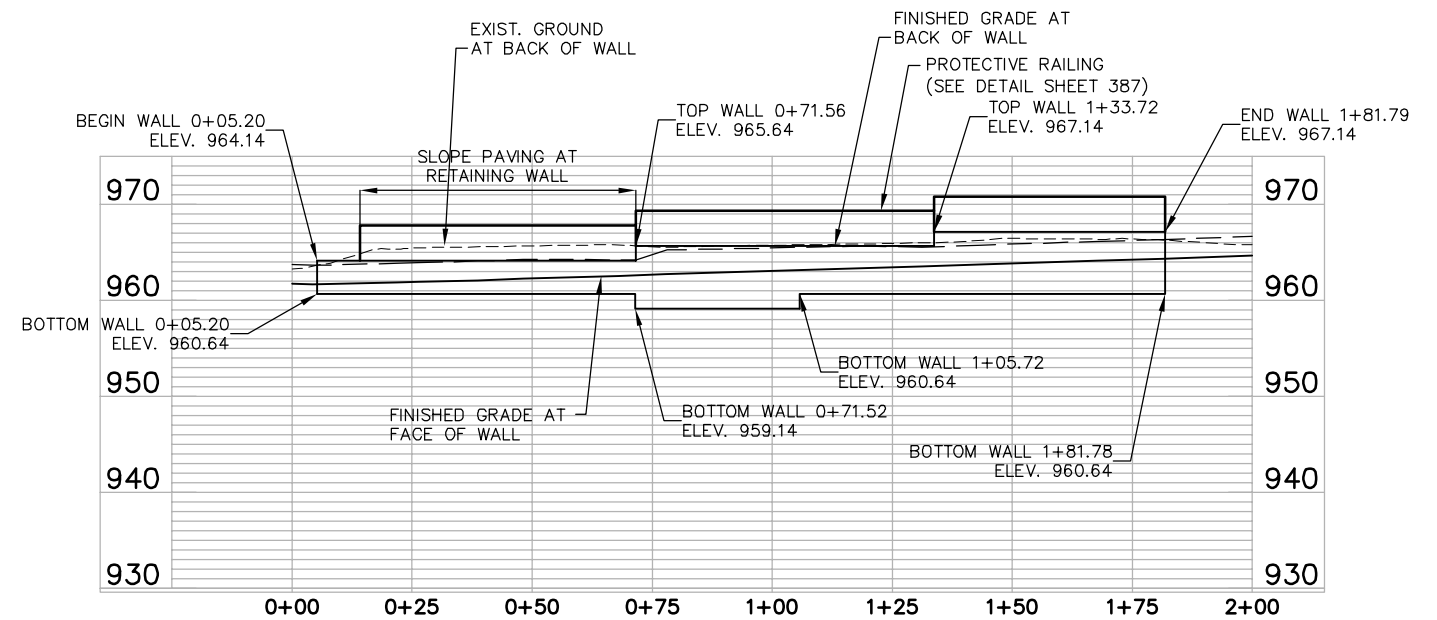 FINISHED GRADE AT
BACK OF WALL
EXIST. GROUND
AT BACK OF WALL
PROTECTIVE RAILING
(SEE DETAIL SHEET 387)
BEGIN WALL 0+05.20
ELEV. 964.14
TOP WALL 0+71.56
ELEV. 965.64
TOP WALL 1+33.72
ELEV. 967.14
END WALL 1+81.79
ELEV. 967.14
SLOPE PAVING AT
RETAINING WALL
970
970
960
960
BOTTOM WALL 0+05.20
ELEV. 960.64
BOTTOM WALL 1+05.72
ELEV. 960.64
950
950
FINISHED GRADE AT
FACE OF WALL
BOTTOM WALL 0+71.52
ELEV. 959.14
BOTTOM WALL 1+81.78
ELEV. 960.64
940
940
930
930
0+00 0+25 0+50 0+75 1+00 1+25 1+50 1+75 2+00